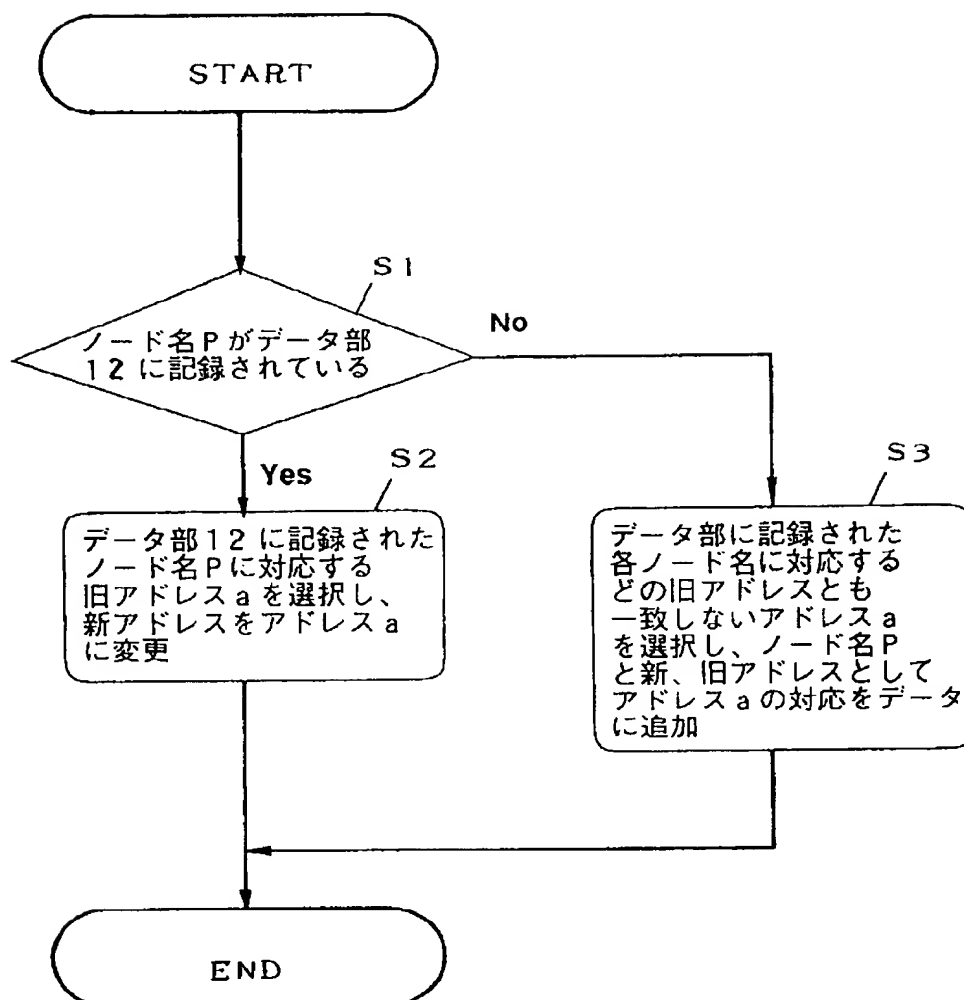 START
S1
ノード名Pがデータ部
12に記録されている
No
Yes
S2
データ部12に記録された
ノード名Pに対応する
旧アドレスaを選択し、
新アドレスをアドレスa
に変更
S3
データ部に記録された
各ノード名に対応する
どの旧アドレスとも
一致しないアドレスa
を選択し、ノード名P
と新、旧アドレスとして
アドレスaの対応をデータ
に追加
END